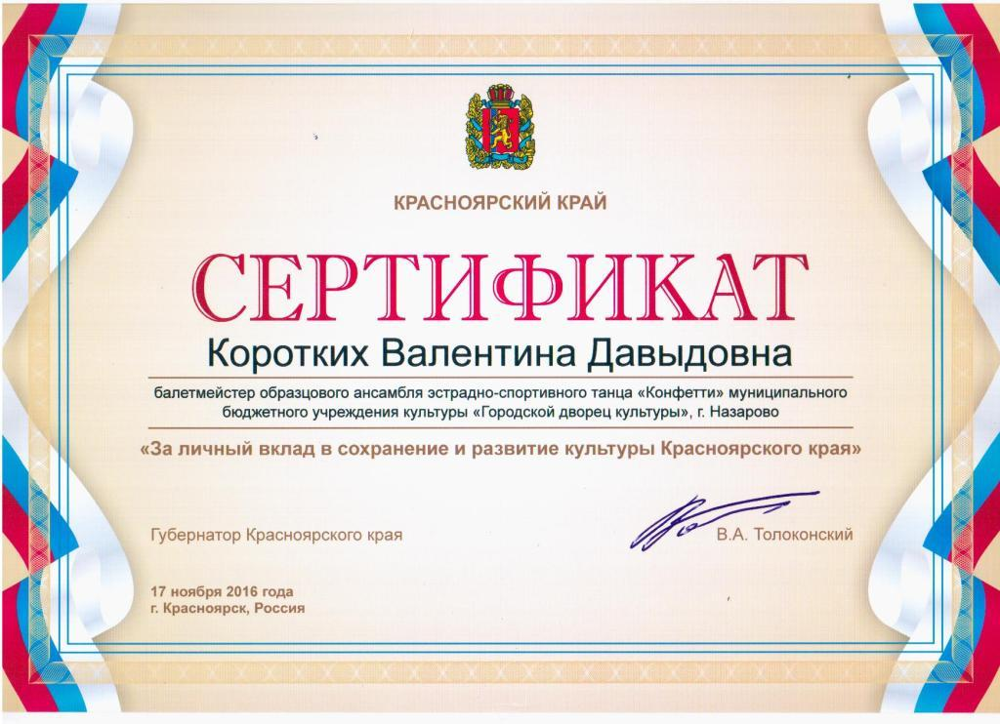 КРАСНОЯРСКИЙ КРАЙ
СЕРТИФИКАТ
Коротких Валентина Давыдовна
балетмейстер образцового ансамбля эстрадно-спортивного танца «Конфетти» муниципального
бюджетного учреждения культуры «Городской дворец культуры», г. Назарово
«За личный вклад в сохранение и развитие культуры Красноярского края»
Губернатор Красноярского края
В.А. Толоконский
17 ноября 2016 года
г. Красноярск, Россия